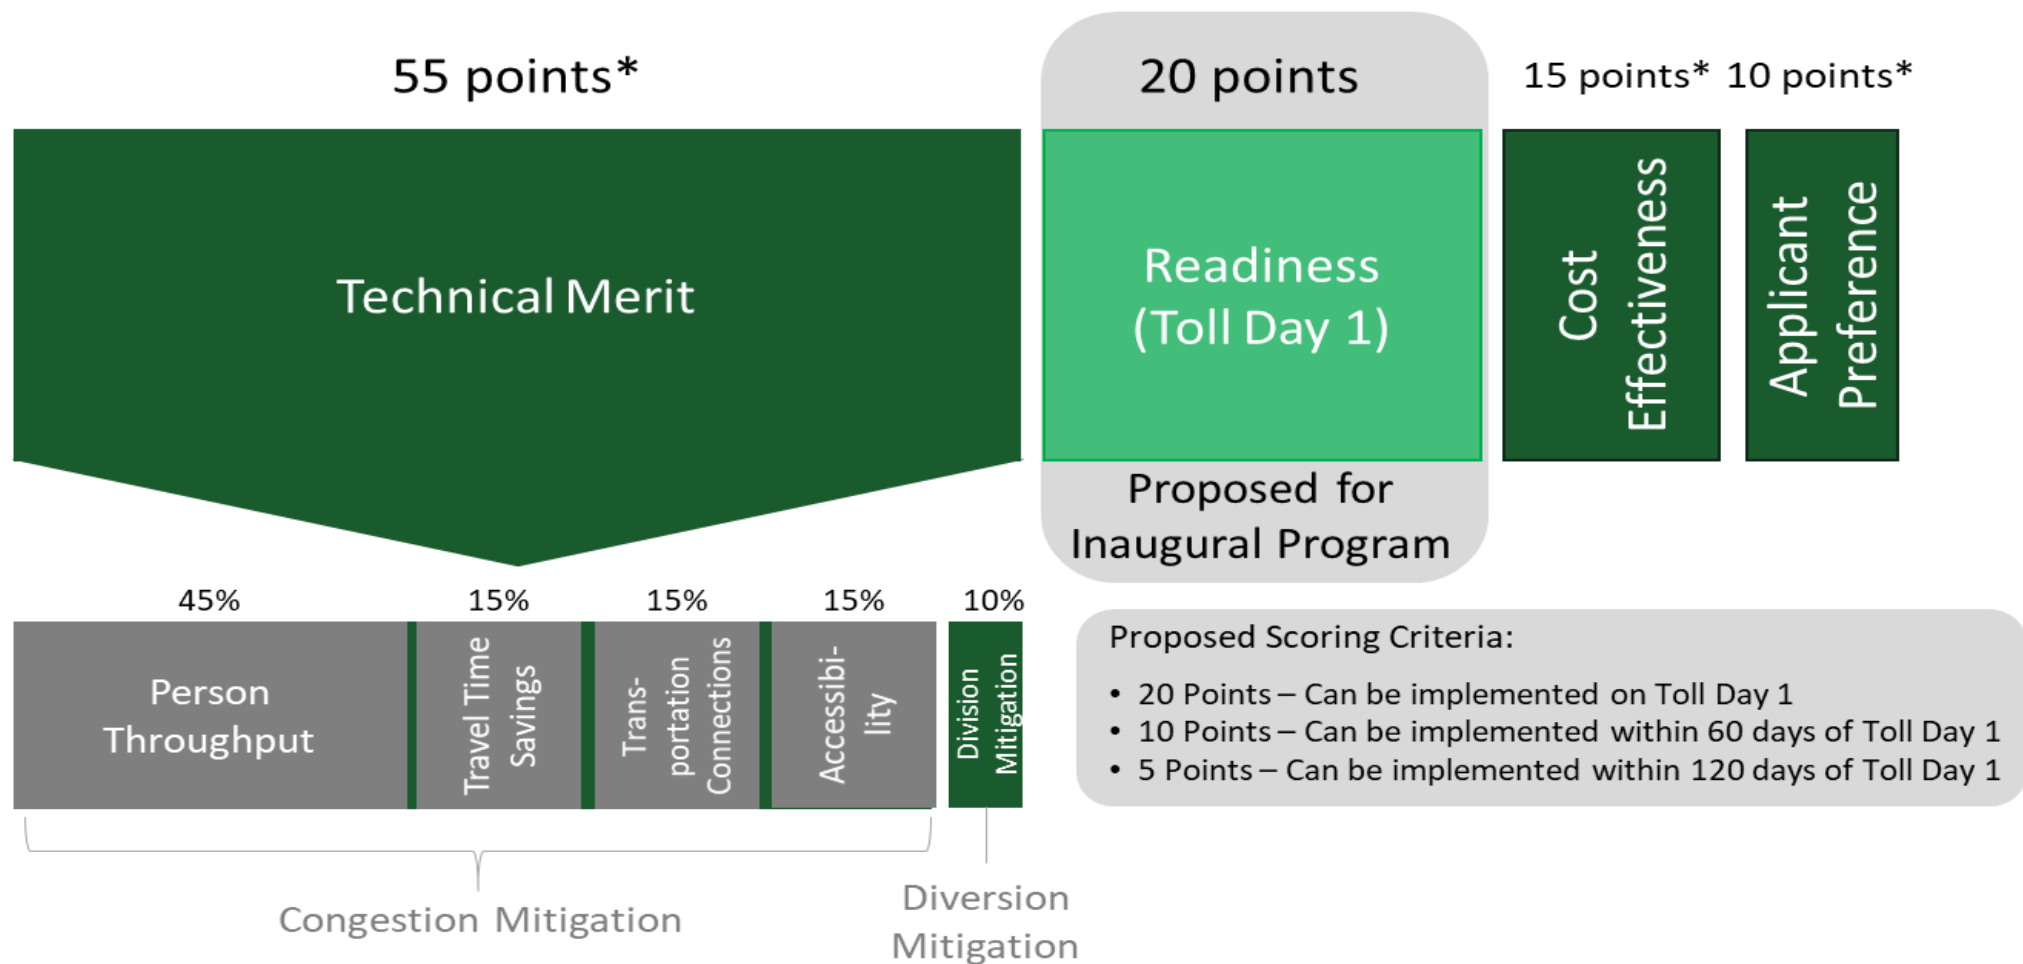 55 points*
20 points
15 points*
10 points*
Technical Merit
Readiness
(Toll Day 1)
Cost
Effectiveness
Applicant
Preference
Proposed for
Inaugural Program
45%
15%
15%
15%
10%
Person
Throughput
Travel Time
Savings
Trans-
portation
Connections
Accessibi-
lity
Division
Mitigation
Proposed Scoring Criteria:
• 20 Points – Can be implemented on Toll Day 1
• 10 Points – Can be implemented within 60 days of Toll Day 1
• 5 Points – Can be implemented within 120 days of Toll Day 1
Congestion Mitigation
Diversion
Mitigation